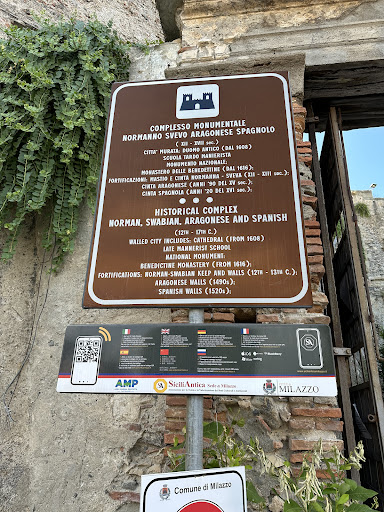 COMPLESSO MONUMENTALE
NORMANNO SVEVO ARAGONESE SPAGNOLO
( XII - XVII sec.)
CITTA' MURATA: DUOMO ANTICO (DAL 1608)
SCUOLA TARDO MANIERISTA
MONUMENTO NAZIONALE
MONASTERO DELLE BENEDETTINE (DAL 1616)
FORTIFICAZIONI: MASTIO E CINTA NORMANNA - SVEVA (XII - XIII sec.);
CINTA ARAGONESE (ANNI '90 DEL XV sec.);
CINTA SPAGNOLA (ANNI '20 DEL XVI sec.)
HISTORICAL COMPLEX
NORMAN, SWABIAN, ARAGONESE AND SPANISH
(12TH - 17TH C.)
WALLED CITY INCLUDES: CATHEDRAL (FROM 1608)
LATE MANNERIST SCHOOL
NATIONAL MONUMENT:
BENEDICTINE MONASTERY (FROM 1616);
FORTIFICATIONS: NORMAN-SWABIAN KEEP AND WALLS (12TH - 13TH C.);
ARAGONESE WALLS (1490s);
SPANISH WALLS (1520s);
AMP
SiciliAntica Sede di Milazzo
MILAZZO
Comune di Milazzo